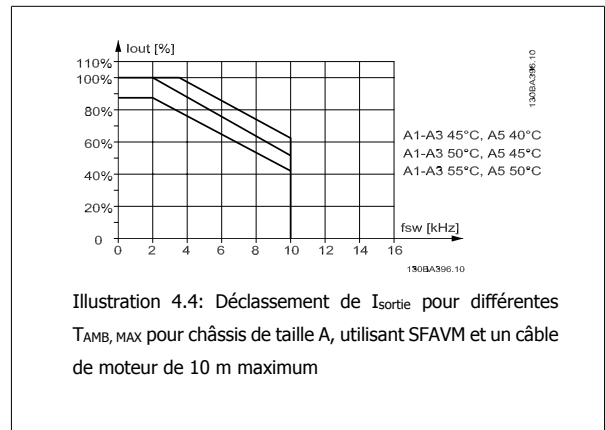 Iout [%]
110%
100%
80%
60%
40%
20%
0
0 2 4 6 8 10 12 14 16
fsw [kHz]
A1-A3 45°C, A5 40°C
A1-A3 50°C, A5 45°C
A1-A3 55°C, A5 50°C
130BA396.10
130BA396.10
Illustration 4.4: Déclassement de Isortie pour différentes
TAMB, MAX pour châssis de taille A, utilisant SFAVM et un câble
de moteur de 10 m maximum